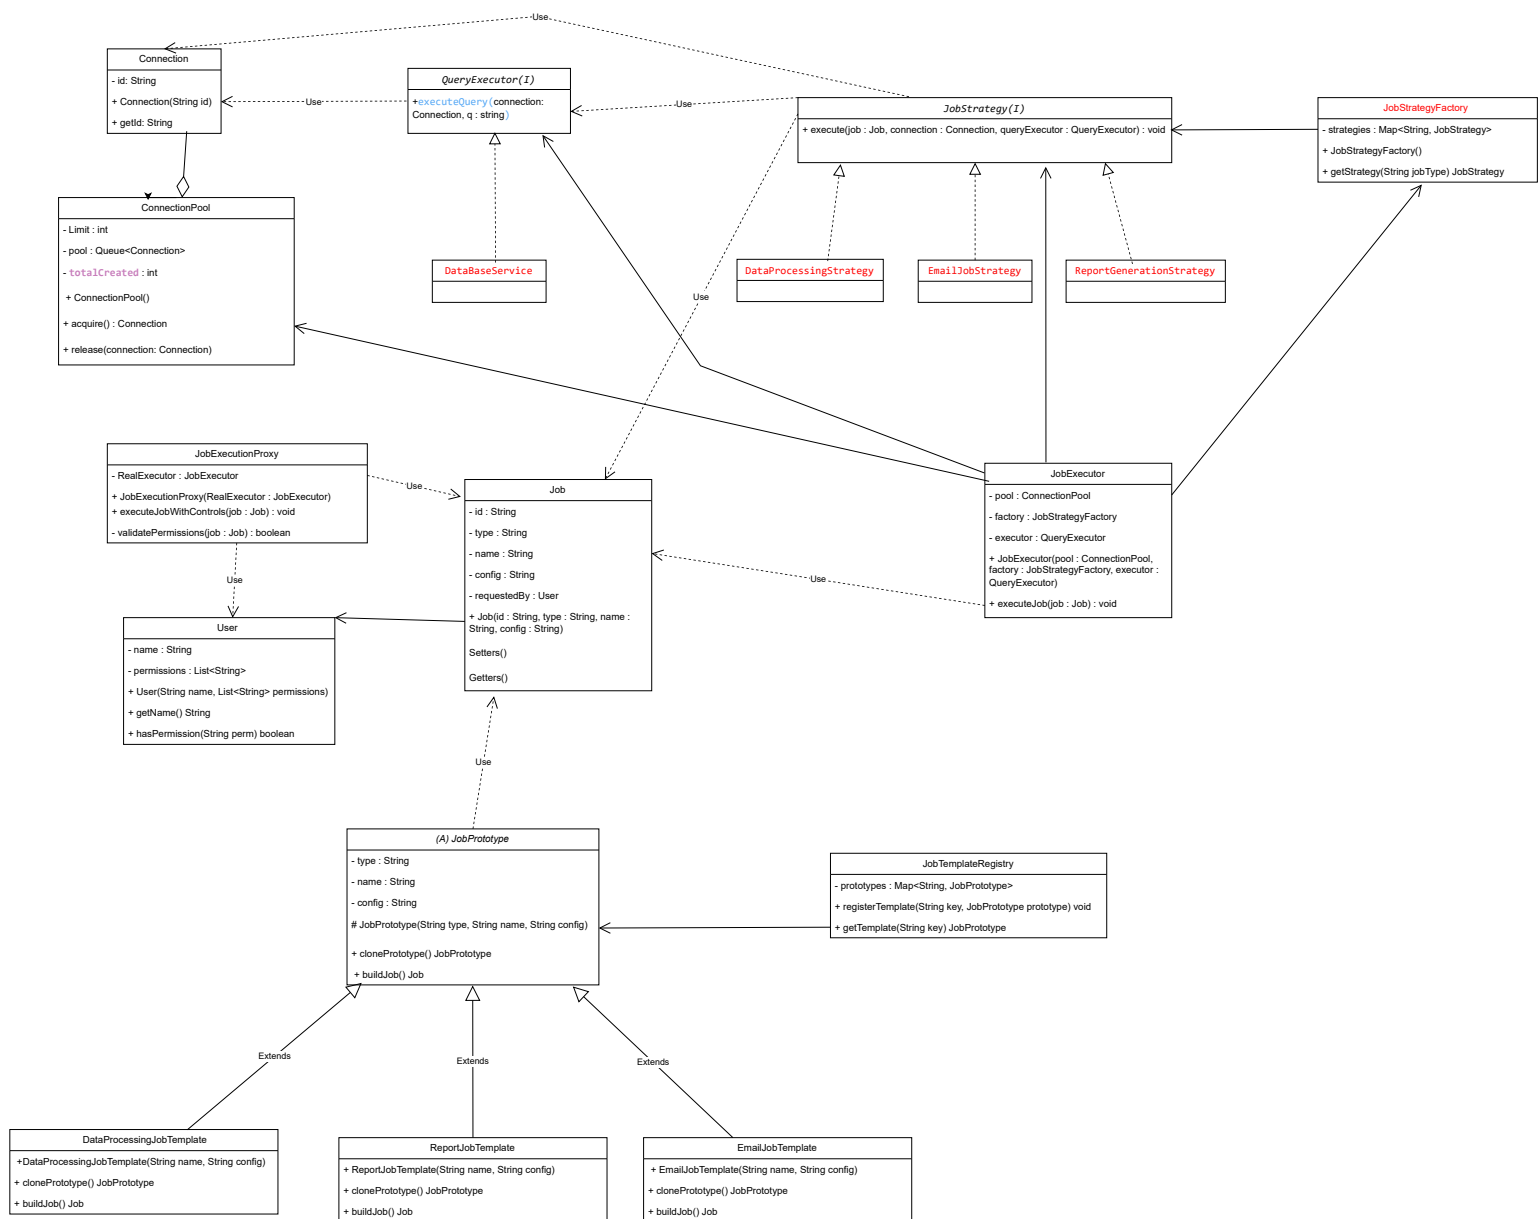 Use
Connection
- id: String
+ Connection(String id)
+ getId: String
Use
QueryExecutor(I)
+executeQuery(connection:
Connection, q : string)
Use
JobStrategy(I)
+ execute(job : Job, connection : Connection, queryExecutor : QueryExecutor) : void
JobStrategyFactory
- strategies : Map<String, JobStrategy>
+ JobStrategyFactory()
+ getStrategy(String jobType) JobStrategy
ConnectionPool
- Limit : int
- pool : Queue<Connection>
- totalCreated : int
+ ConnectionPool()
+ acquire() : Connection
+ release(connection: Connection)
DataBaseService
DataProcessingStrategy
EmailJobStrategy
ReportGenerationStrategy
Use
JobExecutionProxy
- RealExecutor : JobExecutor
+ JobExecutionProxy(RealExecutor : JobExecutor)
+ executeJobWithControls(job : Job) : void
- validatePermissions(job : Job) : boolean
Use
Use
Job
- id : String
- type : String
- name : String
- config : String
- requestedBy : User
+ Job(id : String, type : String, name :
String, config : String)
Setters()
Getters()
Use
JobExecutor
- pool : ConnectionPool
- factory : JobStrategyFactory
- executor : QueryExecutor
+ JobExecutor(pool : ConnectionPool,
factory : JobStrategyFactory, executor :
QueryExecutor)
+ executeJob(job : Job) : void
User
- name : String
- permissions : List<String>
+ User(String name, List<String> permissions)
+ getName() String
+ hasPermission(String perm) boolean
Use
(A) JobPrototype
- type : String
- name : String
- config : String
# JobPrototype(String type, String name, String config)
+ clonePrototype() JobPrototype
+ buildJob() Job
JobTemplateRegistry
- prototypes : Map<String, JobPrototype>
+ registerTemplate(String key, JobPrototype prototype) void
+ getTemplate(String key) JobPrototype
Extends
Extends
Extends
DataProcessingJobTemplate
+DataProcessingJobTemplate(String name, String config)
+ clonePrototype() JobPrototype
+ buildJob() Job
ReportJobTemplate
+ ReportJobTemplate(String name, String config)
+ clonePrototype() JobPrototype
+ buildJob() Job
EmailJobTemplate
+ EmailJobTemplate(String name, String config)
+ clonePrototype() JobPrototype
+ buildJob() Job